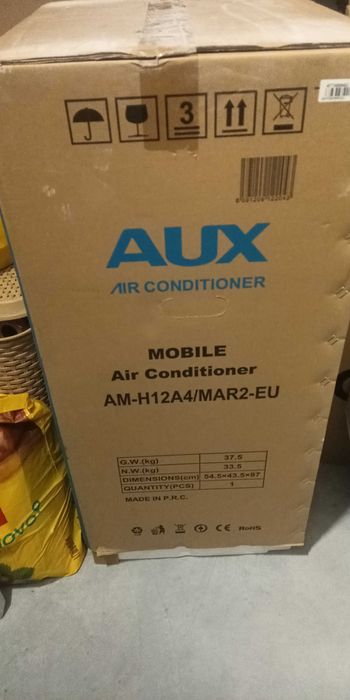 3
6901209122042
AUX
AIR CONDITIONER
MOBILE
Air Conditioner
AM-H12A4/MAR2-EU
G.W.(kg) 37.5
N.W.(kg) 33.5
DIMENSIONS(cm) 54.5×43.5×87
QUANTITY(PCS) 1
MADE IN P.R.C.
CE RoHS